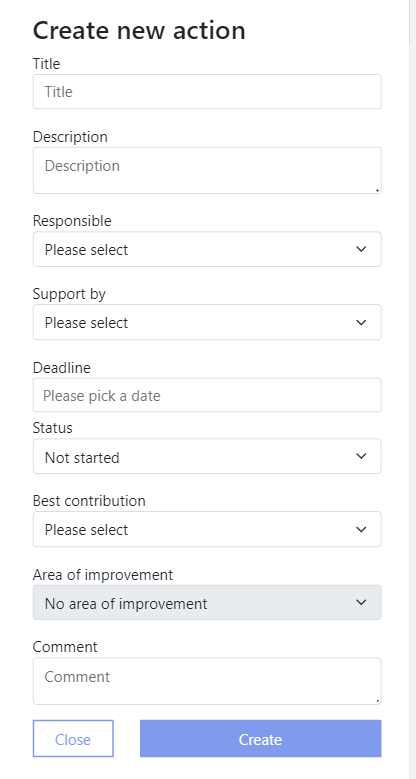 Create new action
Title
Title
Description
Description
Responsible
Please select
Support by
Please select
Deadline
Please pick a date
Status
Not started
Best contribution
Please select
Area of improvement
No area of improvement
Comment
Comment
Close
Create